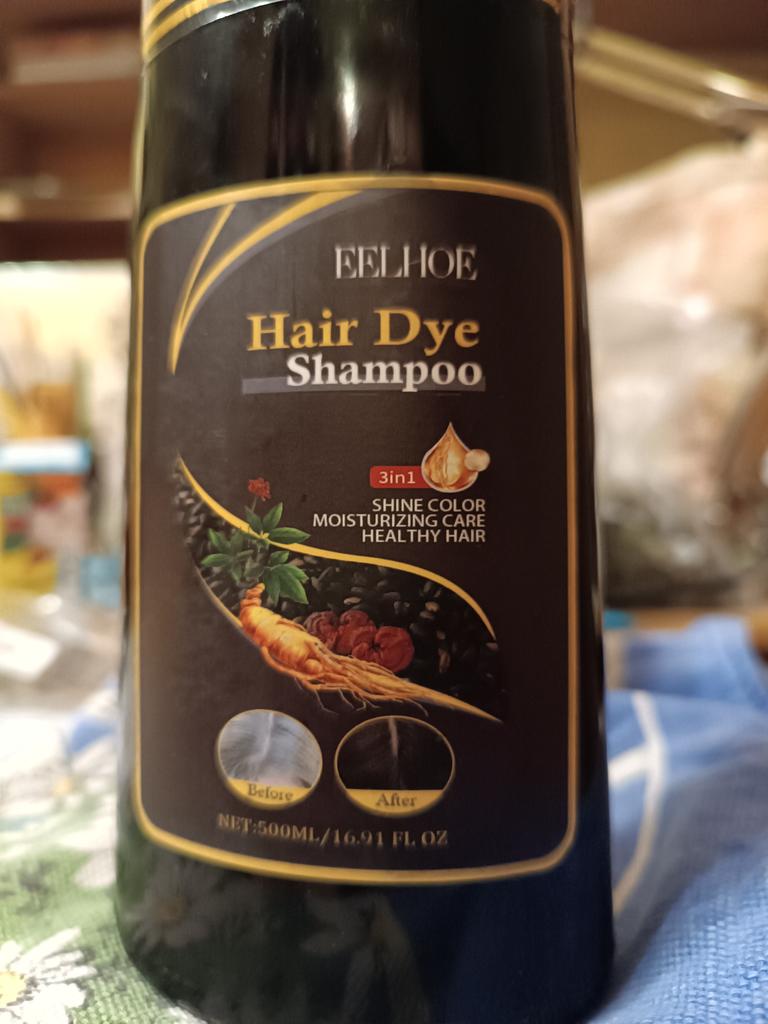 EELHOE
Hair Dye
Shampoo
3in1
SHINE COLOR
MOISTURIZING CARE
HEALTHY HAIR
Before
After
NET:500ML/16.91 FL OZ